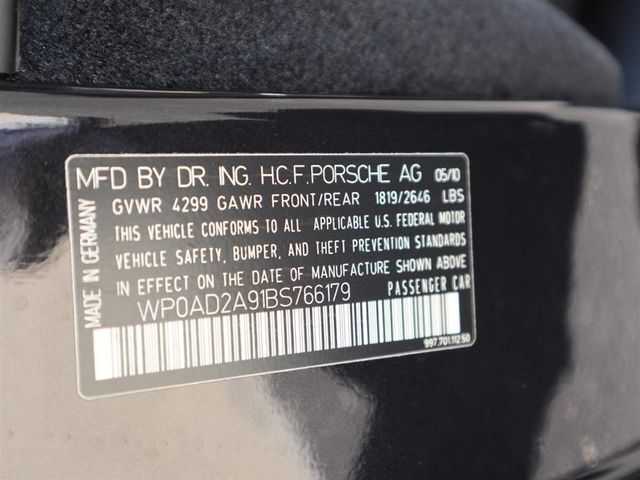 MFD BY DR. ING. H.C.F. PORSCHE AG 05/10
GVWR 4299 GAWR FRONT/REAR 1819/2646 LBS
THIS VEHICLE CONFORMS TO ALL APPLICABLE U.S. FEDERAL MOTOR
VEHICLE SAFETY, BUMPER, AND THEFT PREVENTION STANDARDS
IN EFFECT ON THE DATE OF MANUFACTURE SHOWN ABOVE
WP0AD2A91BS766179 PASSENGER CAR
997.701.112.50
MADE IN GERMANY